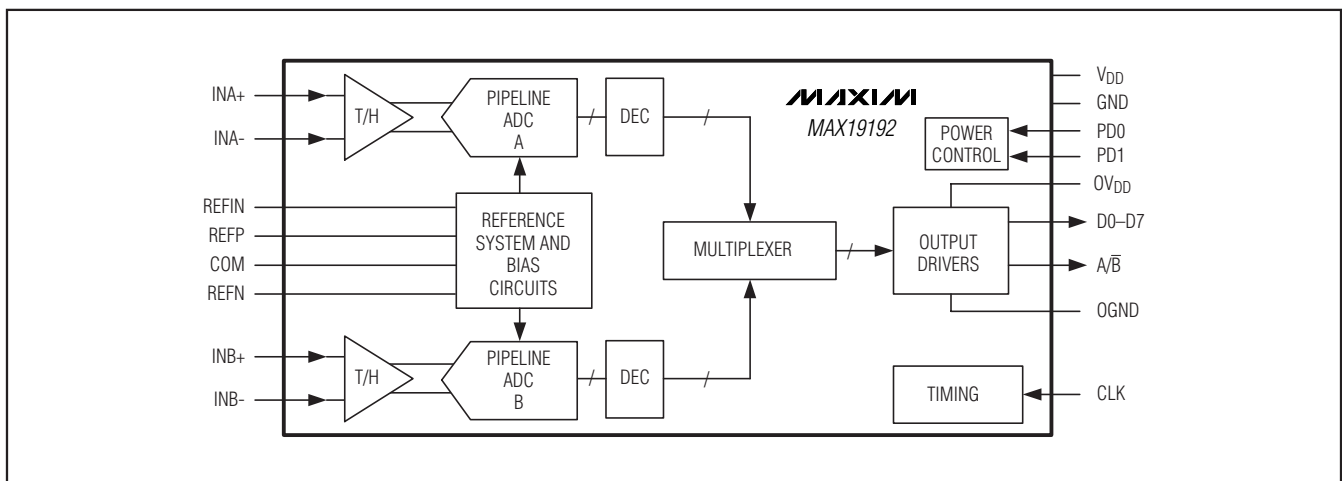 INA+
INA-
REFIN
REFP
COM
REFN
INB+
INB-
T/H
PIPELINE
ADC
A
DEC
REFERENCE
SYSTEM AND
BIAS
CIRCUITS
T/H
PIPELINE
ADC
B
DEC
MULTIPLEXER
MAXIM
MAX19192
POWER
CONTROL
OUTPUT
DRIVERS
TIMING
VDD
GND
PD0
PD1
OVDD
D0–D7
A/B̅
OGND
CLK